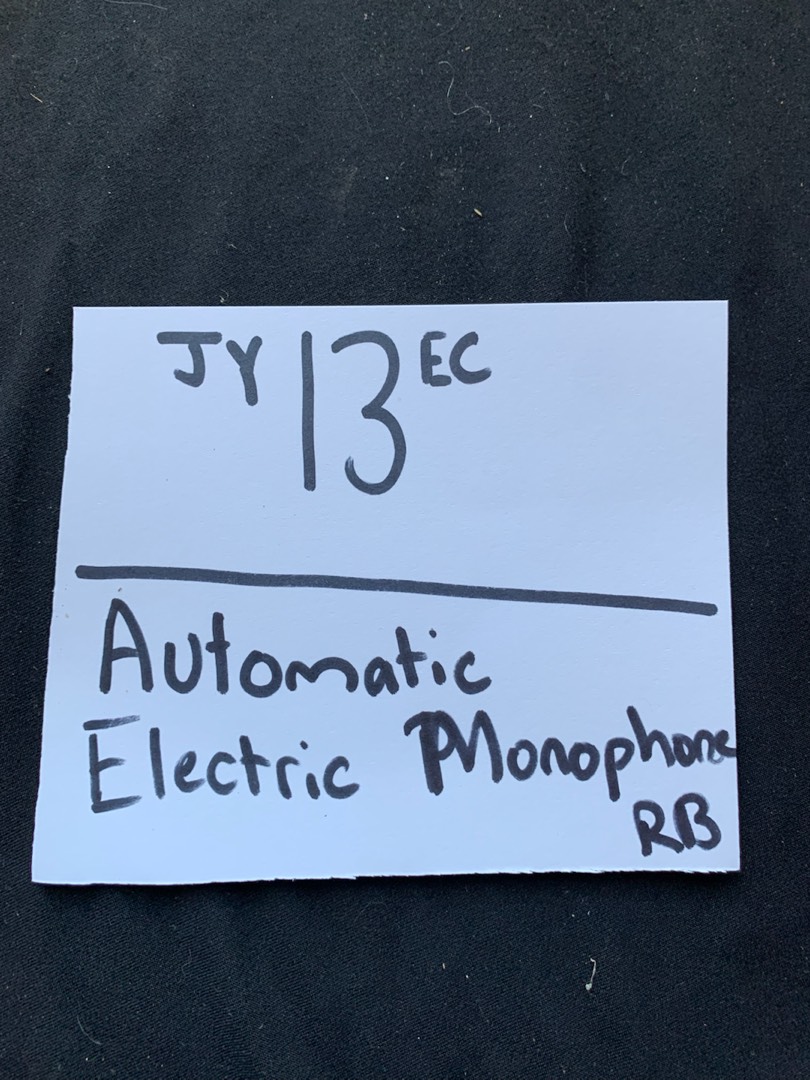 JY 13 EC
Automatic
Electric Monophone
RB